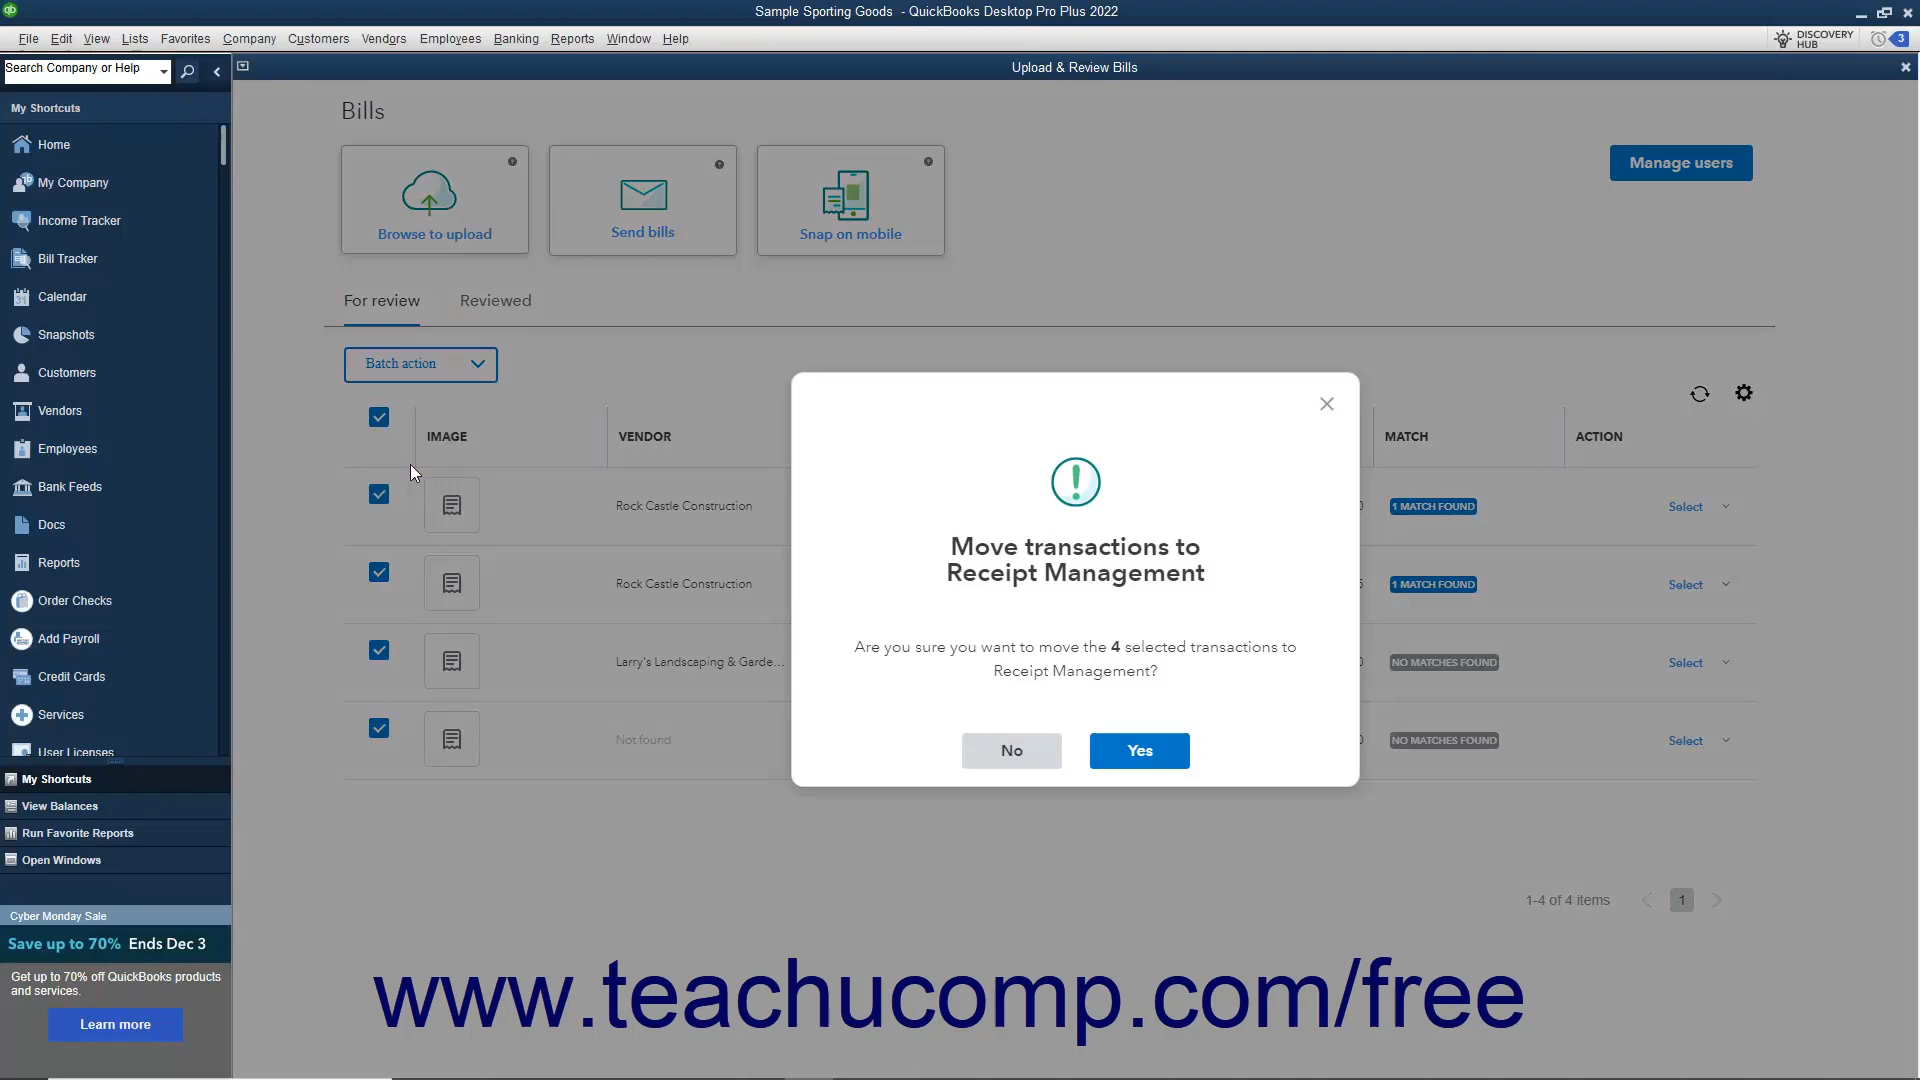 Sample Sporting Goods - QuickBooks Desktop Pro Plus 2022
File Edit View Lists Favorites Company Customers Vendors Employees Banking Reports Window Help
DISCOVERY
HUB
3
Search Company or Help
Upload & Review Bills
My Shortcuts
Home
My Company
Income Tracker
Bill Tracker
Calendar
Snapshots
Customers
Vendors
Employees
Bank Feeds
Docs
Reports
Order Checks
Add Payroll
Credit Cards
Services
User Licenses
My Shortcuts
View Balances
Run Favorite Reports
Open Windows
Cyber Monday Sale
Save up to 70% Ends Dec 3
Get up to 70% off QuickBooks products
and services.
Learn more
Bills
Browse to upload
Send bills
Snap on mobile
Manage users
For review Reviewed
Batch action
IMAGE VENDOR MATCH ACTION
Rock Castle Construction 0 1 MATCH FOUND Select
Rock Castle Construction 5 1 MATCH FOUND Select
Larry's Landscaping & Garde... 0 NO MATCHES FOUND Select
Not found 0 NO MATCHES FOUND Select
Move transactions to
Receipt Management
Are you sure you want to move the 4 selected transactions to
Receipt Management?
No Yes
1-4 of 4 items 1
www.teachucomp.com/free